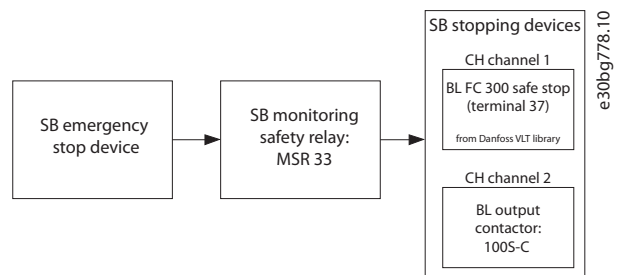 SB emergency
stop device
SB monitoring
safety relay:
MSR 33
SB stopping devices
CH channel 1
BL FC 300 safe stop
(terminal 37)
from Danfoss VLT library
CH channel 2
BL output
contactor:
100S-C
e30bg778.10